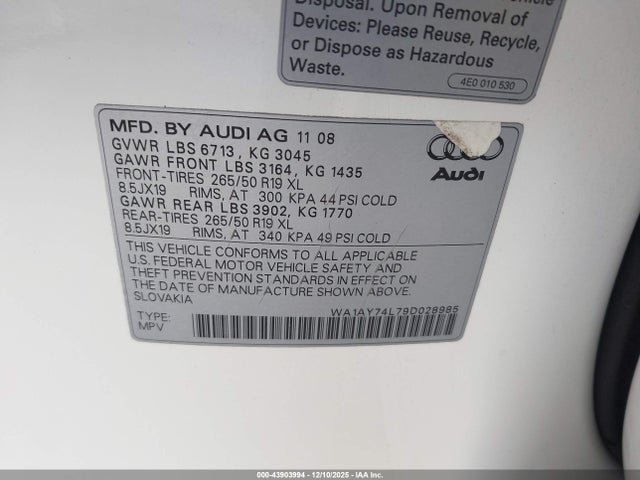 Disposal. Upon Removal of
Devices: Please Reuse, Recycle,
or Dispose as Hazardous
Waste.
4E0 010 530
MFD. BY AUDI AG 11 08
GVWR LBS 6713, KG 3045
GAWR FRONT LBS 3164, KG 1435
FRONT-TIRES 265/50 R19 XL
8.5JX19 RIMS, AT 300 KPA 44 PSI COLD
GAWR REAR LBS 3902, KG 1770
REAR-TIRES 265/50 R19 XL
8.5JX19 RIMS, AT 340 KPA 49 PSI COLD
Audi
THIS VEHICLE CONFORMS TO ALL APPLICABLE
U.S. FEDERAL MOTOR VEHICLE SAFETY AND
THEFT PREVENTION STANDARDS IN EFFECT ON
THE DATE OF MANUFACTURE SHOWN ABOVE.
SLOVAKIA
WA1AY74L79D028985
TYPE:
MPV
000-43903994 - 12/10/2025 - IAAI.COM